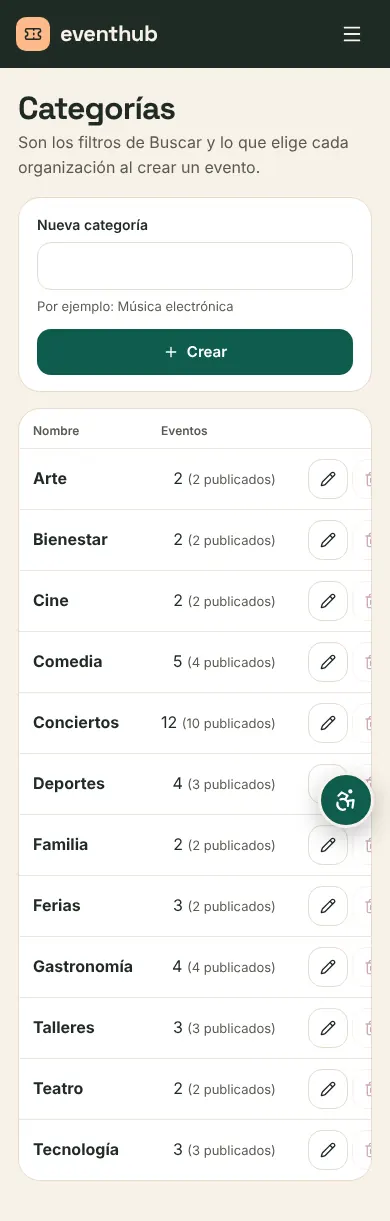 eventhub
Categorías
Son los filtros de Buscar y lo que elige cada
organización al crear un evento.
Nueva categoría
Por ejemplo: Música electrónica
+ Crear
Nombre Eventos
Arte 2 (2 publicados)
Bienestar 2 (2 publicados)
Cine 2 (2 publicados)
Comedia 5 (4 publicados)
Conciertos 12 (10 publicados)
Deportes 4 (3 publicados)
Familia 2 (2 publicados)
Ferias 3 (2 publicados)
Gastronomía 4 (4 publicados)
Talleres 3 (3 publicados)
Teatro 2 (2 publicados)
Tecnología 3 (3 publicados)